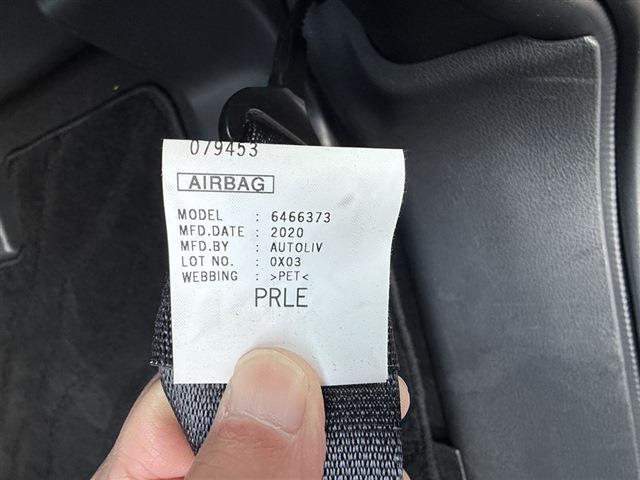 079453
AIRBAG
MODEL : 6466373
MFD.DATE : 2020
MFD.BY : AUTOLIV
LOT NO. : 0X03
WEBBING : >PET<
PRLE